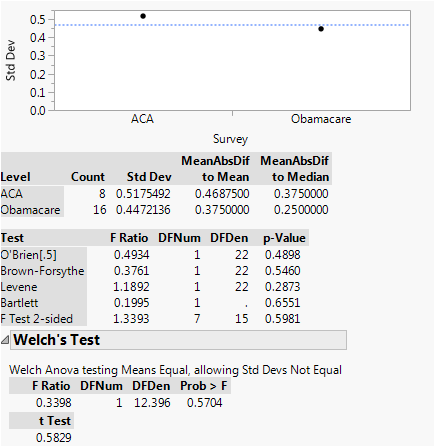 0.5
0.4
0.3
0.2
0.1
0.0
Std Dev
ACA Obamacare
Survey
MeanAbsDif MeanAbsDif
Level Count Std Dev to Mean to Median
ACA 8 0.5175492 0.4687500 0.3750000
Obamacare 16 0.4472136 0.3750000 0.2500000
Test F Ratio DFNum DFDen p-Value
O'Brien[.5] 0.4934 1 22 0.4898
Brown-Forsythe 0.3761 1 22 0.5460
Levene 1.1892 1 22 0.2873
Bartlett 0.1995 1 . 0.6551
F Test 2-sided 1.3393 7 15 0.5981
Welch's Test
Welch Anova testing Means Equal, allowing Std Devs Not Equal
F Ratio DFNum DFDen Prob > F
0.3398 1 12.396 0.5704
t Test
0.5829